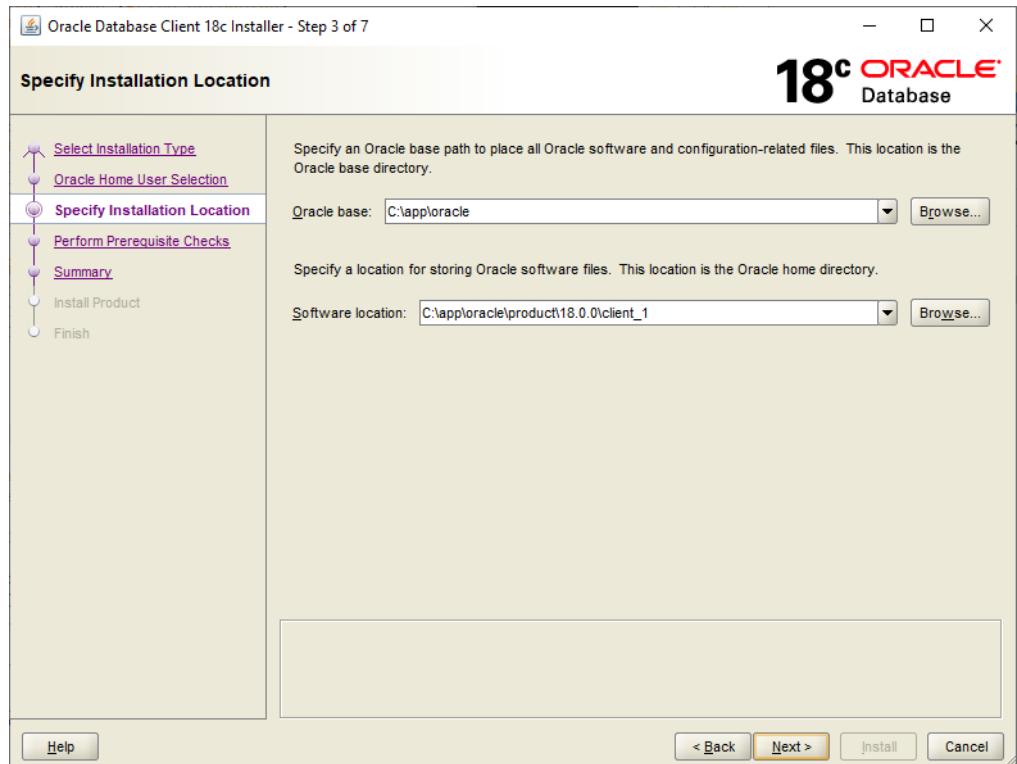 Oracle Database Client 18c Installer - Step 3 of 7
Specify Installation Location
18c ORACLE
Database
Select Installation Type
Oracle Home User Selection
Specify Installation Location
Perform Prerequisite Checks
Summary
Install Product
Finish
Specify an Oracle base path to place all Oracle software and configuration-related files. This location is the
Oracle base directory.
Oracle base: C:\app\oracle Browse...
Specify a location for storing Oracle software files. This location is the Oracle home directory.
Software location: C:\app\oracle\product\18.0.0\client_1 Browse...
Help < Back Next > Install Cancel